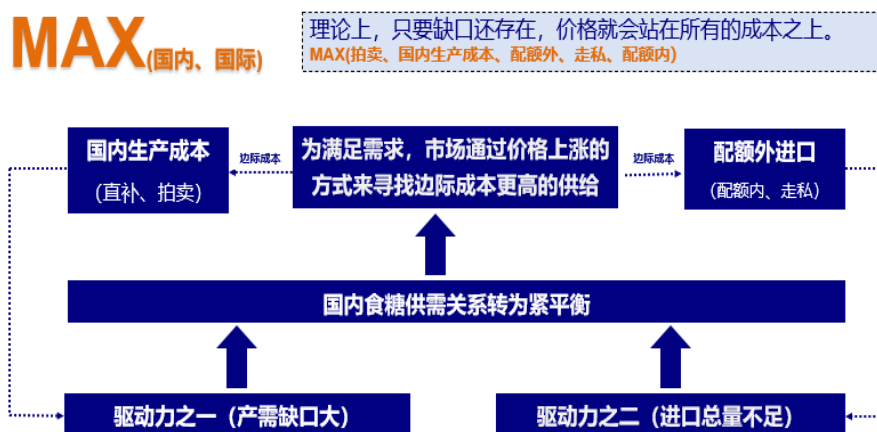 MAX(国内、国际)
理论上，只要缺口还存在，价格就会站在所有的成本之上。
MAX(拍卖、国内生产成本、配额外、走私、配额内)
国内生产成本
（直补、拍卖）
边际成本
为满足需求，市场通过价格上涨的
方式来寻找边际成本更高的供给
边际成本
配额外进口
（配额内、走私）
国内食糖供需关系转为紧平衡
驱动力之一（产需缺口大）
驱动力之二（进口总量不足）